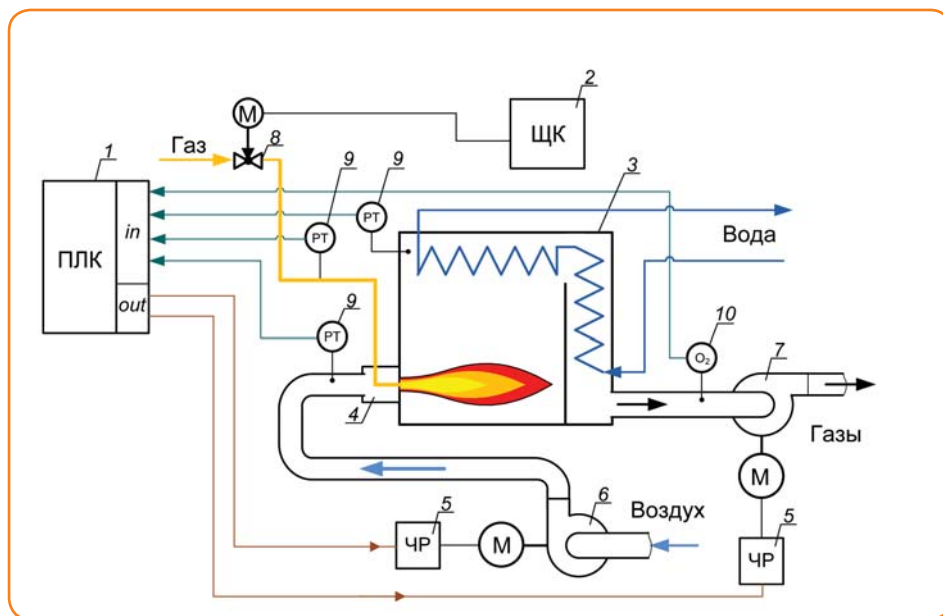 2
ЩК
М
8
Газ
1
9
9
3
РТ
in
РТ
Вода
ПЛК
out
9
10
РТ
O₂
7
4
Газы
М
6
5
Воздух
5
ЧР
М
ЧР